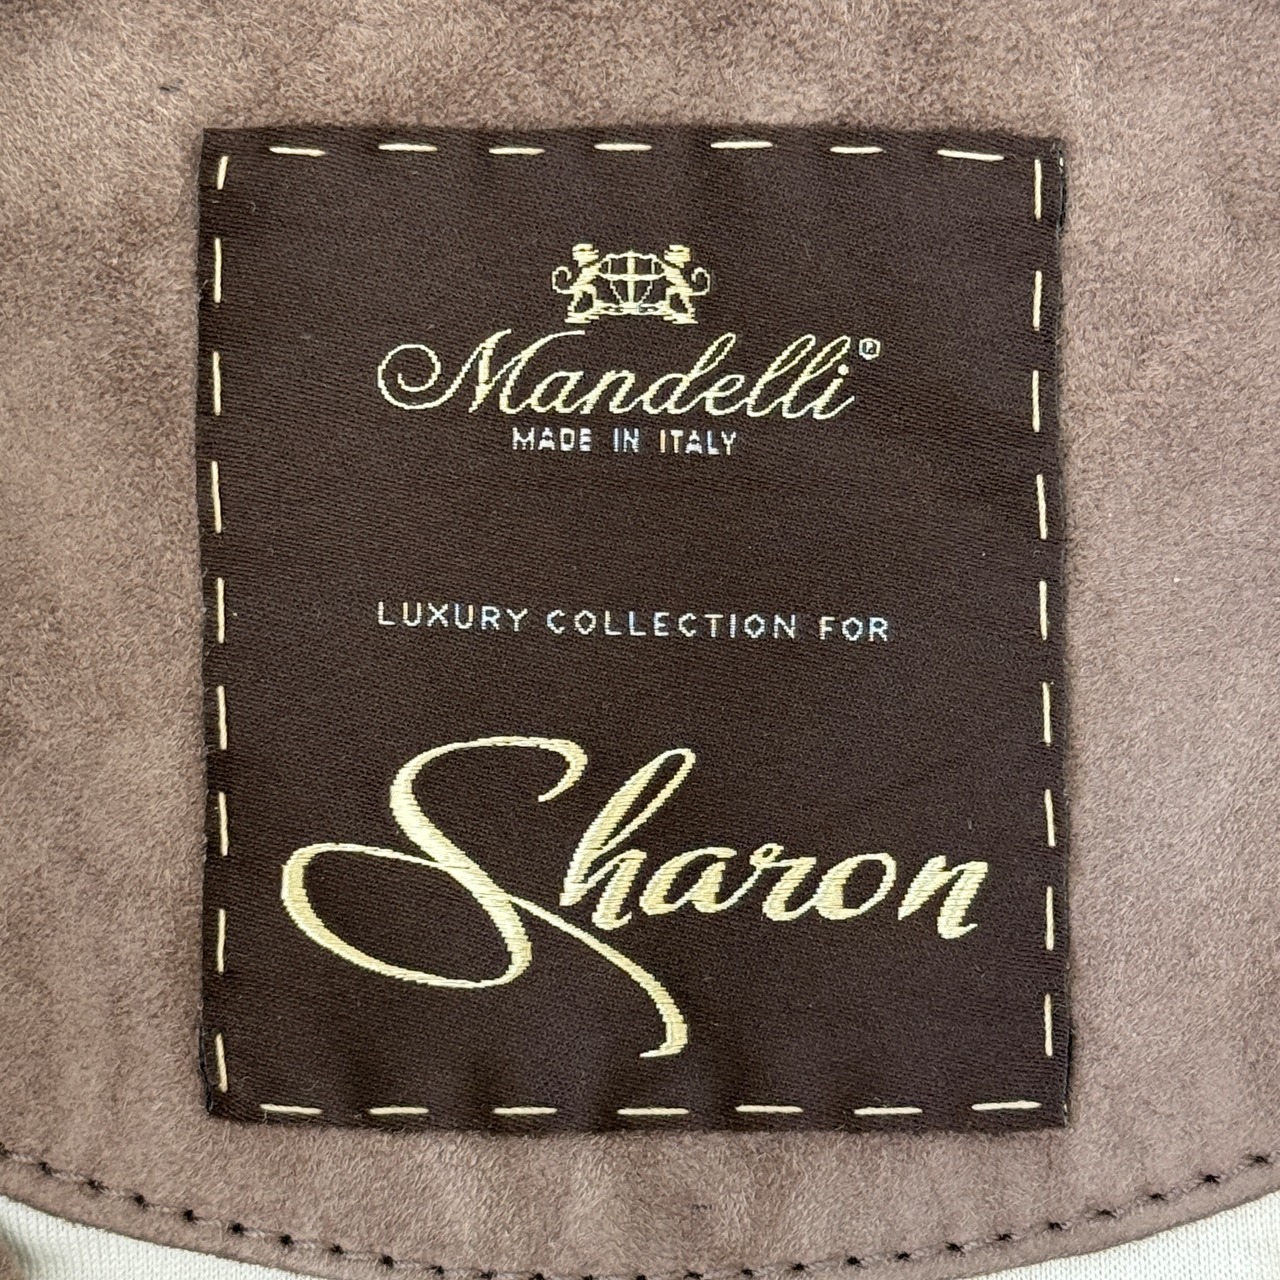 Mandelli®
MADE IN ITALY
LUXURY COLLECTION FOR
Sharon